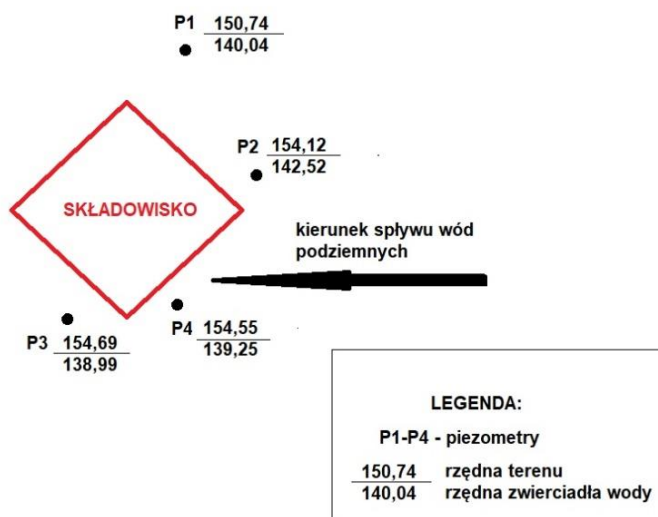 P1 150,74
140,04
P2 154,12
142,52
SKŁADOWISKO
kierunek spływu wód
podziemnych
P3 154,69
138,99
P4 154,55
139,25
LEGENDA:
P1-P4 - piezometry
150,74 rzędna terenu
140,04 rzędna zwierciadła wody